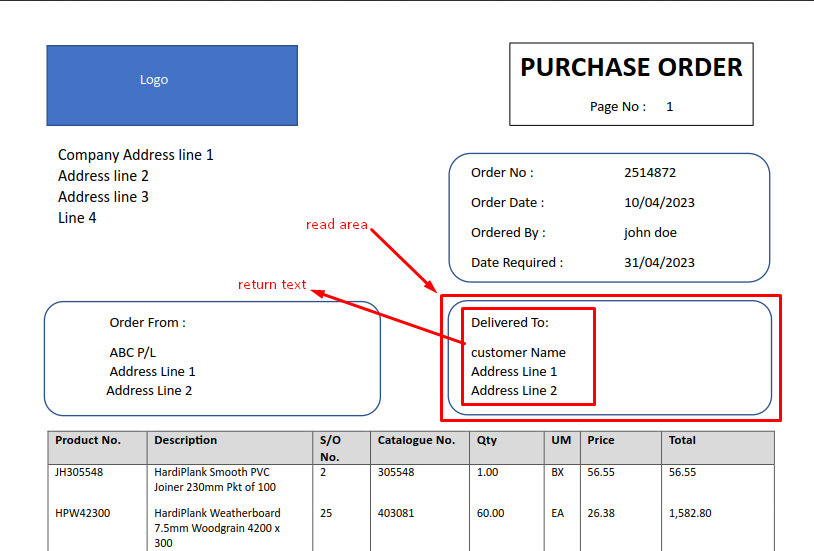 Logo
PURCHASE ORDER
Page No : 1
Company Address line 1
Address line 2
Address line 3
Line 4
Order No : 2514872
Order Date : 10/04/2023
Ordered By : john doe
Date Required : 31/04/2023
read area
return text
Order From :
ABC P/L
Address Line 1
Address Line 2
Delivered To:
customer Name
Address Line 1
Address Line 2
Product No. Description S/O No. Catalogue No. Qty UM Price Total
JH305548 HardiPlank Smooth PVC 2 305548 1.00 BX 56.55 56.55
Joiner 230mm Pkt of 100
HPW42300 HardiPlank Weatherboard 25 403081 60.00 EA 26.38 1,582.80
7.5mm Woodgrain 4200 x
300